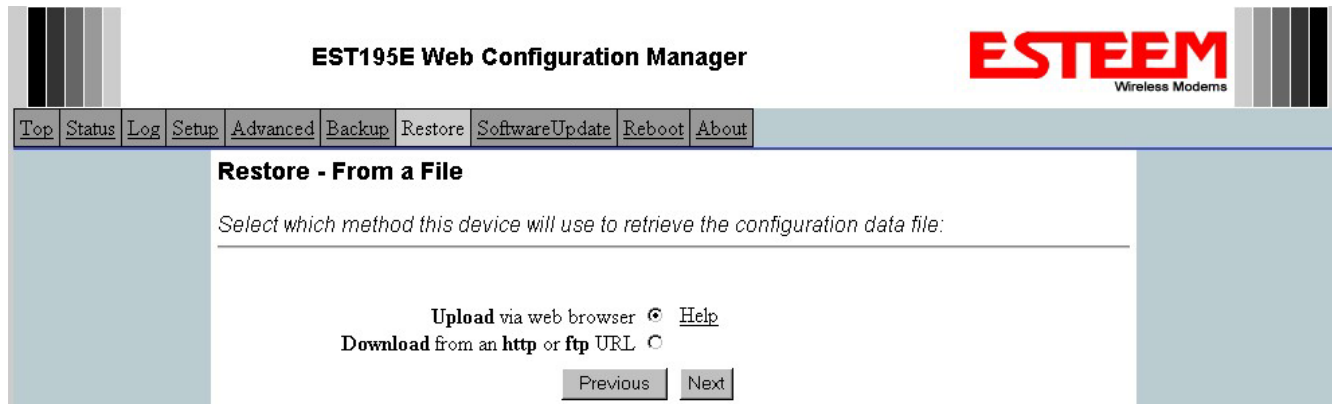 EST195E Web Configuration Manager
ESTEEM
Wireless Modems
Top Status Log Setup Advanced Backup Restore SoftwareUpdate Reboot About
Restore - From a File
Select which method this device will use to retrieve the configuration data file:
Upload via web browser Help
Download from an http or ftp URL
Previous Next